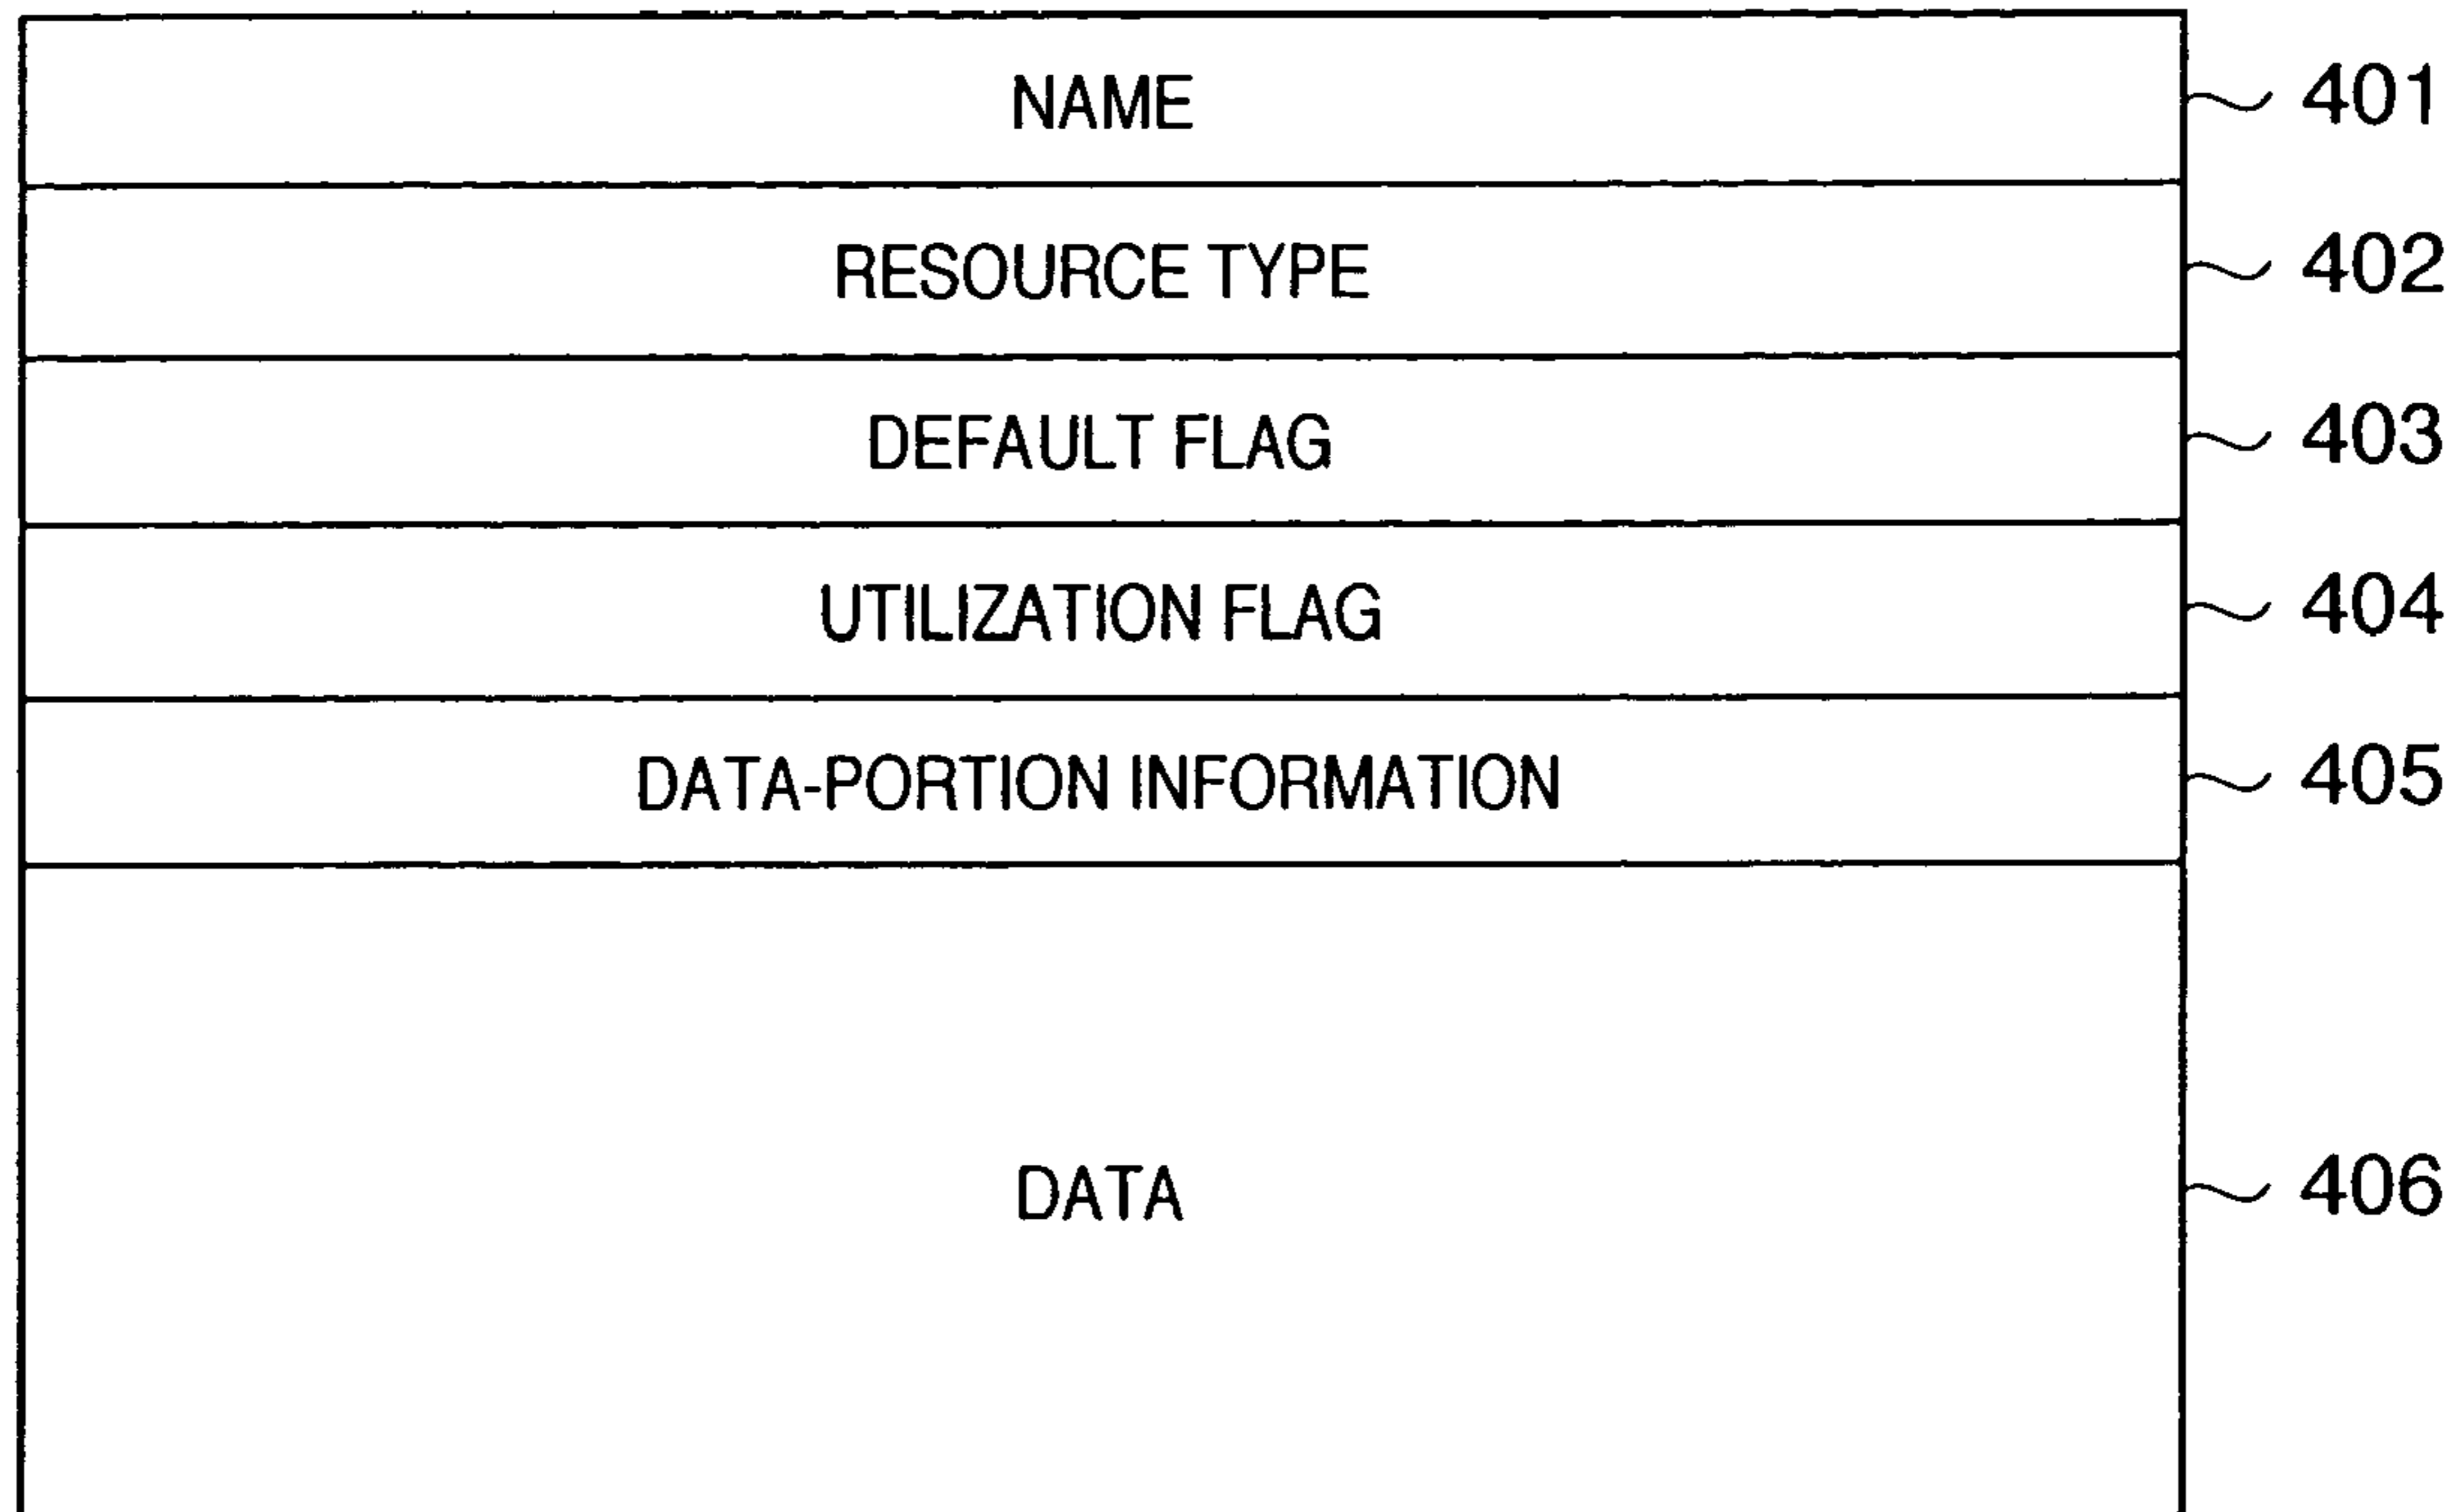 NAME 401
RESOURCE TYPE 402
DEFAULT FLAG 403
UTILIZATION FLAG 404
DATA-PORTION INFORMATION 405
DATA 406